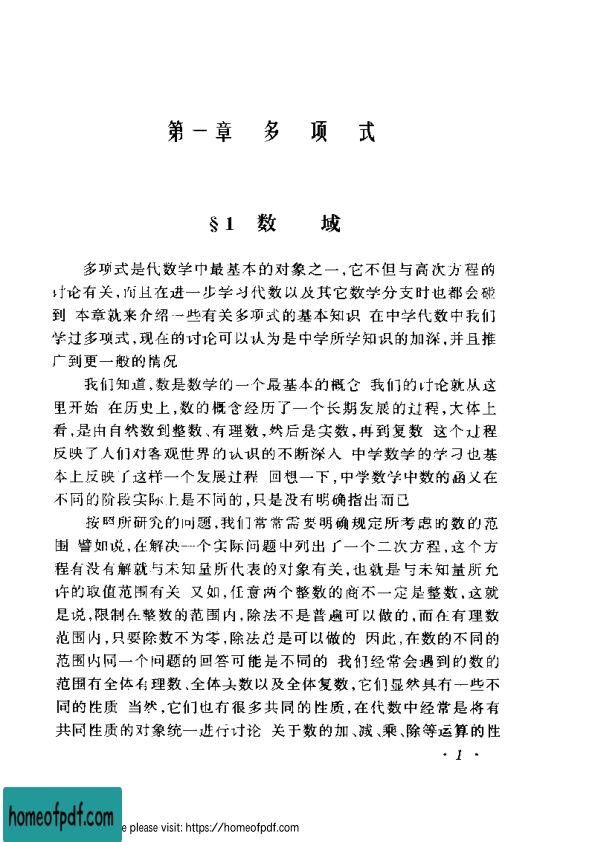 第一章 多项式
§1 数域
多项式是代数学中最基本的对象之一,它不但与高次方程的
讨论有关,而且在进一步学习代数以及其它数学分支时也都会碰
到 本章就来介绍一些有关多项式的基本知识 在中学代数中我们
学过多项式,现在的讨论可以认为是中学所学知识的加深,并且推
广到更一般的情况
我们知道,数是数学的一个最基本的概念 我们的讨论就从这
里开始 在历史上,数的概念经历了一个长期发展的过程,大体上
看,是由自然数到整数、有理数,然后是实数,再到复数 这个过程
反映了人们对客观世界的认识的不断深入 中学数学的学习也基
本上反映了这样一个发展过程 回想一下,中学数学中数的涵义在
不同的阶段实际上是不同的,只是没有明确指出而已
按照所研究的问题,我们常常需要明确规定所考虑的数的范
围 譬如说,在解决一个实际问题中列出了一个二次方程,这个方
程有没有解就与未知量所代表的对象有关,也就是与未知量所允
许的取值范围有关 又如,任意两个整数的商不一定是整数,这就
是说,限制在整数的范围内,除法不是普遍可以做的,而在有理数
范围内,只要除数不为零,除法总是可以做的 因此,在数的不同的
范围内同一个问题的回答可能是不同的 我们经常会遇到的数的
范围有全体有理数、全体实数以及全体复数,它们显然具有一些不
同的性质 当然,它们也有很多共同的性质,在代数中经常是将有
共同性质的对象统一进行讨论 关于数的加、减、乘、除等运算的性
· 1 ·
homeofpdf.com
please visit: https://homeofpdf.com